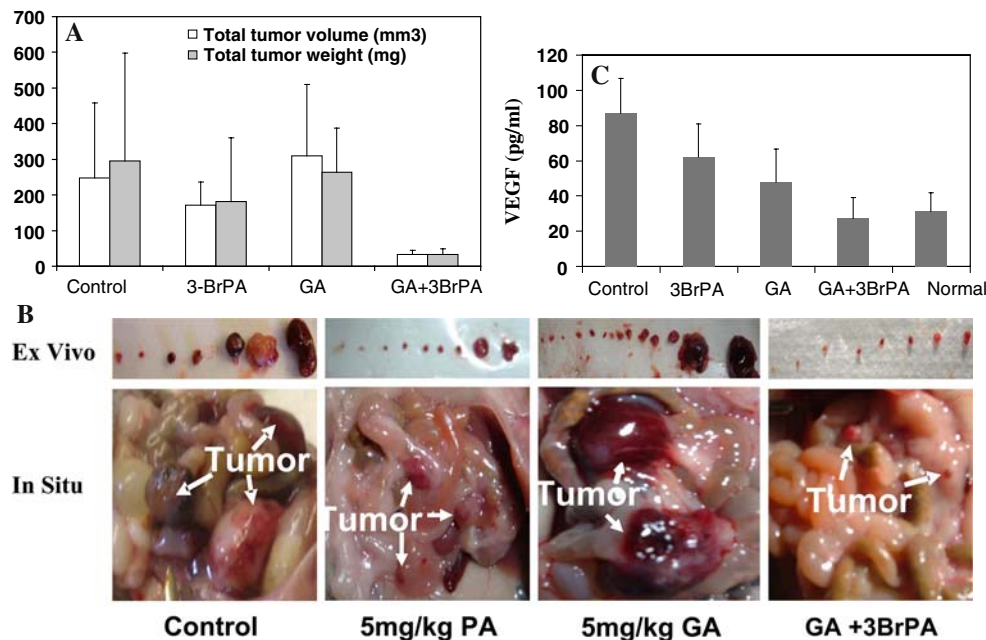 A
Total tumor volume (mm3)
Total tumor weight (mg)
700
600
500
400
300
200
100
0
Control 3-BrPA GA GA+3BrPA
C
VEGF (pg/ml)
120
100
80
60
40
20
0
Control 3BrPA GA GA+3BrPA Normal
B
Ex Vivo
In Situ
Tumor Tumor Tumor Tumor
Control 5mg/kg PA 5mg/kg GA GA +3BrPA